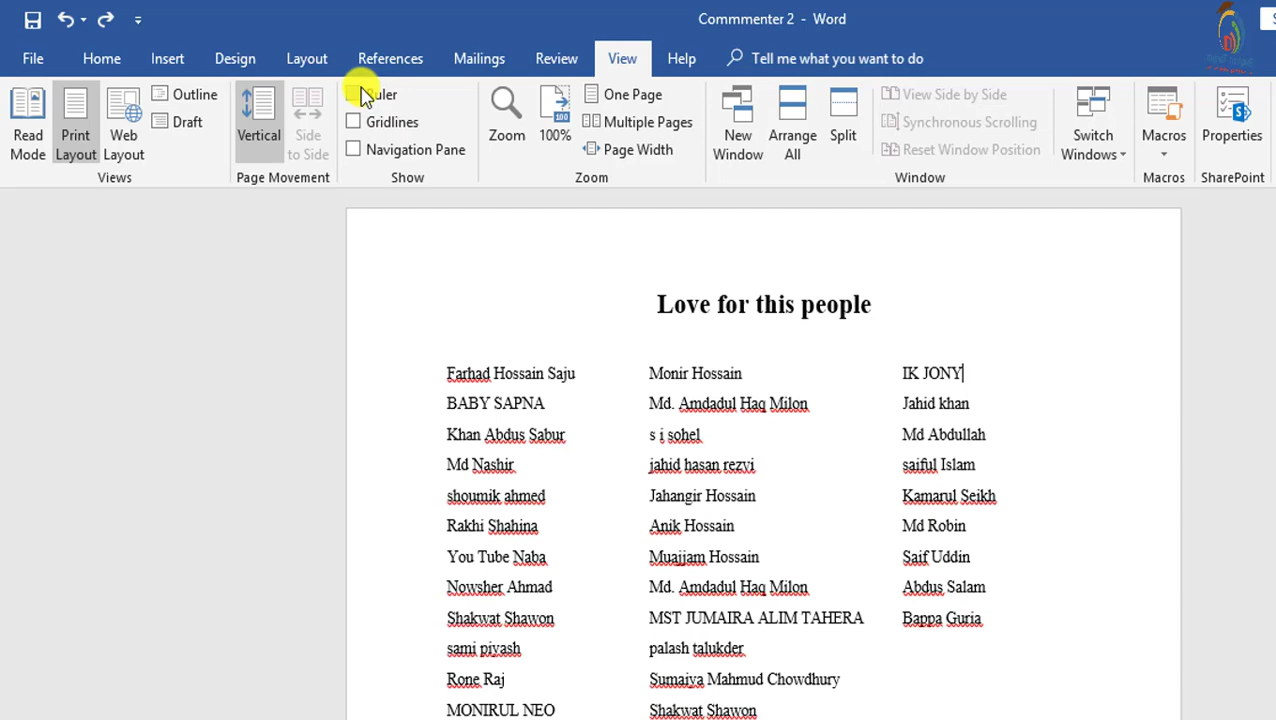 Commmenter 2 - Word
File Home Insert Design Layout References Mailings Review View Help Tell me what you want to do
Read Mode
Print Layout
Web Layout
Outline
Draft
Views
Vertical
Side to Side
Page Movement
Ruler
Gridlines
Navigation Pane
Show
Zoom
100%
One Page
Multiple Pages
Page Width
Zoom
New Window
Arrange All
Split
View Side by Side
Synchronous Scrolling
Reset Window Position
Switch Windows
Window
Macros
Macros
Properties
SharePoint
Love for this people
Farhad Hossain Saju
BABY SAPNA
Khan Abdus Sabur
Md Nashir
shoumik ahmed
Rakhi Shahina
You Tube Naba
Nowsher Ahmad
Shakwat Shawon
sami piyash
Rone Raj
MONIRUL NEO
Monir Hossain
Md. Amdadul Haq Milon
s i sohel
jahid hasan rezvi
Jahangir Hossain
Anik Hossain
Muajjam Hossain
Md. Amdadul Haq Milon
MST JUMAIRA ALIM TAHERA
palash talukder
Sumaiya Mahmud Chowdhury
Shakwat Shawon
IK JONY
Jahid khan
Md Abdullah
saiful Islam
Kamarul Seikh
Md Robin
Saif Uddin
Abdus Salam
Bappa Guria